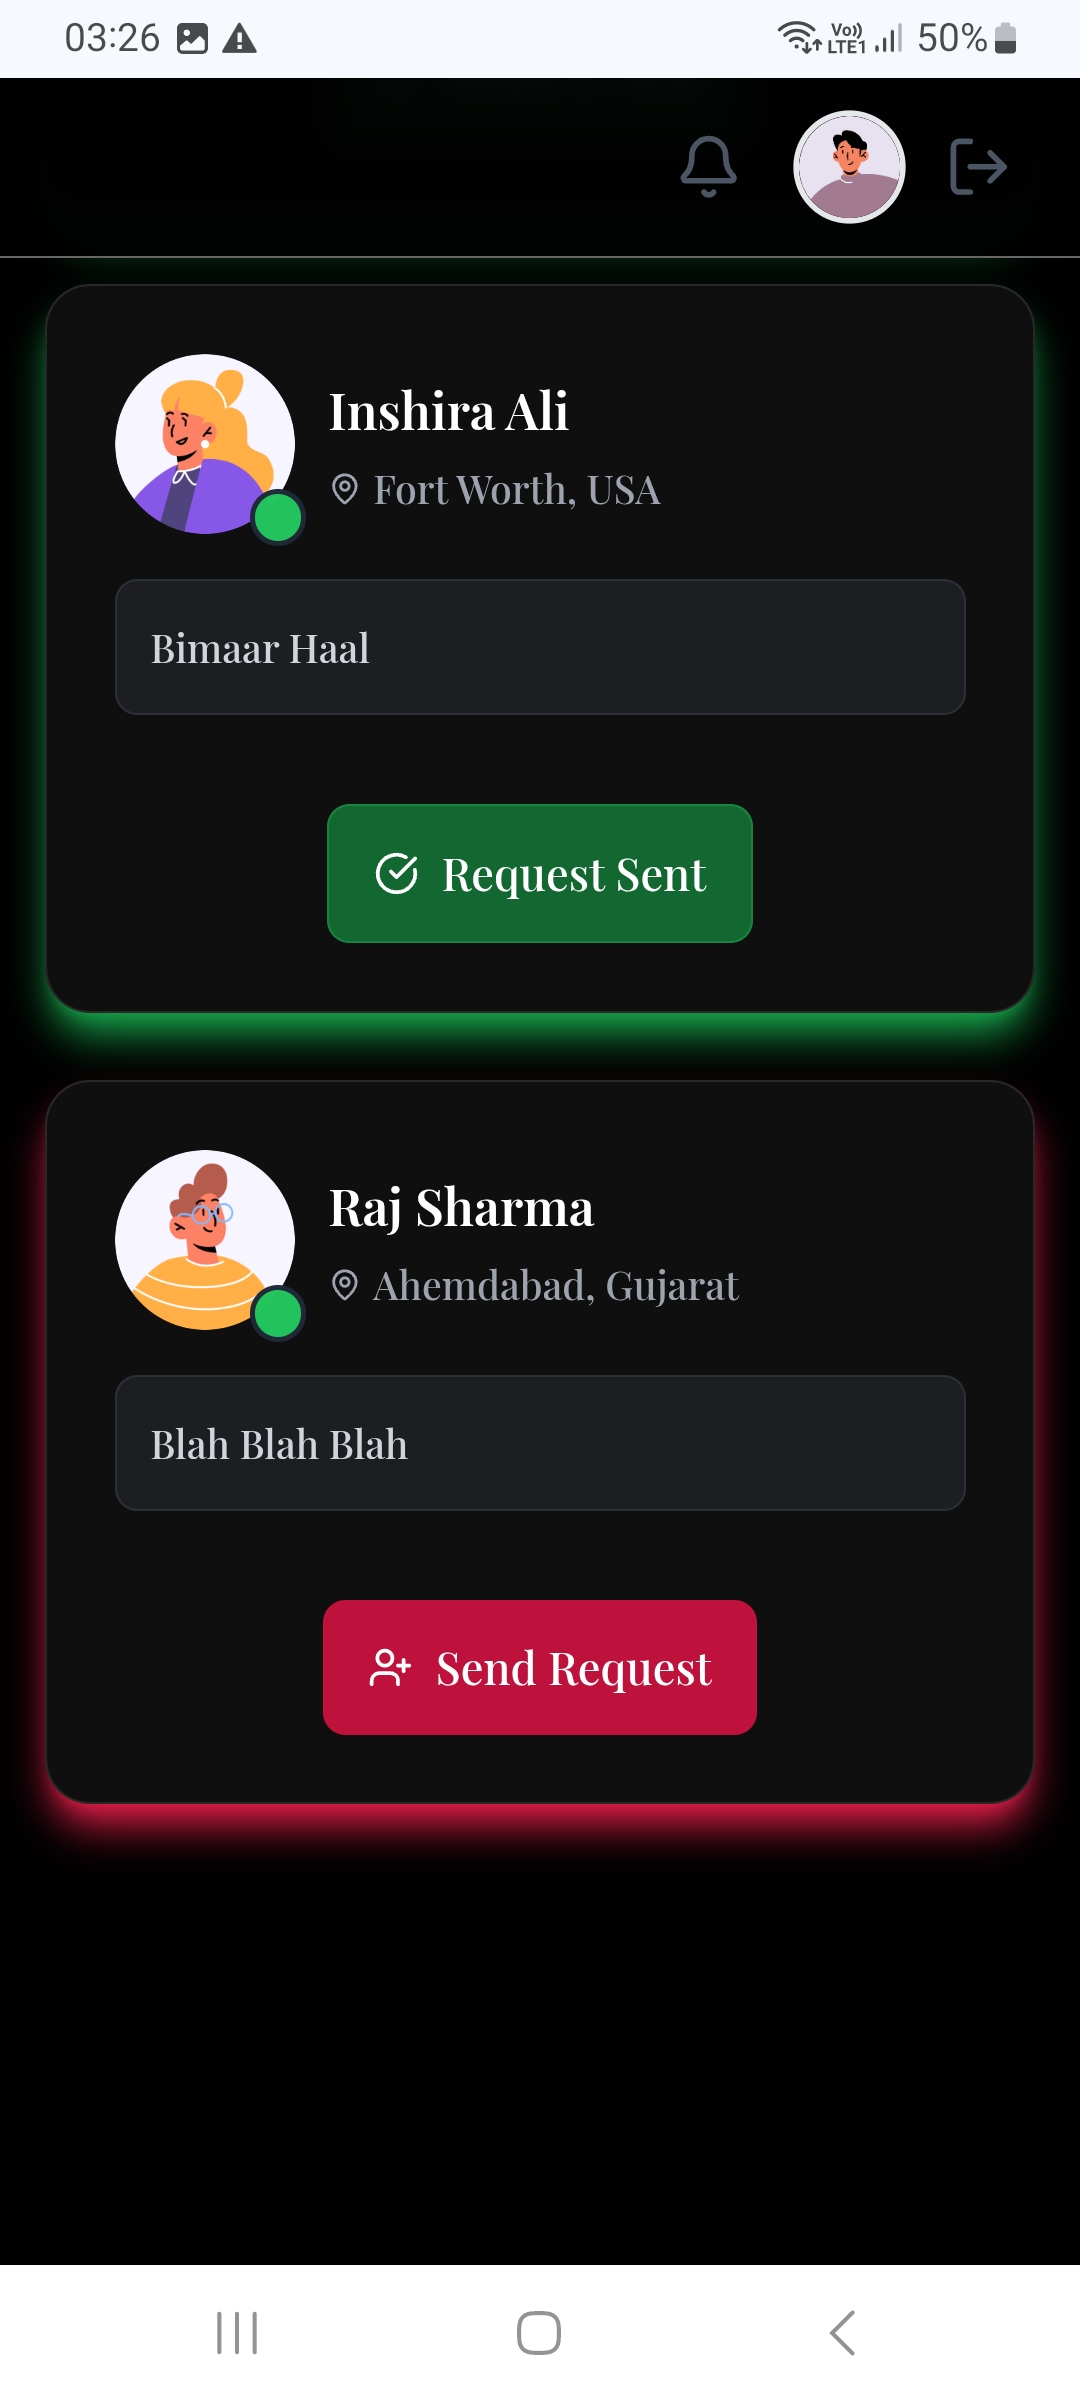 03:26
Vo)) LTE1 50%
Inshira Ali
Fort Worth, USA
Bimaar Haal
Request Sent
Raj Sharma
Ahemdabad, Gujarat
Blah Blah Blah
Send Request